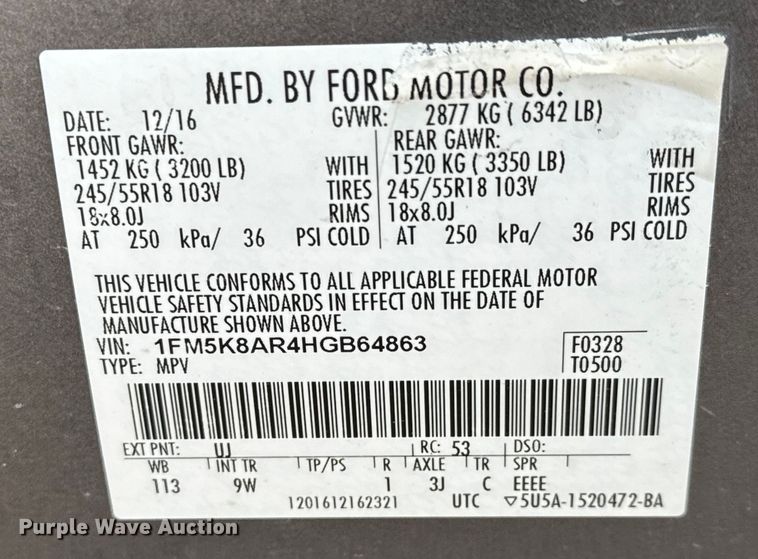 MFD. BY FORD MOTOR CO.
DATE: 12/16 GVWR: 2877 KG ( 6342 LB)
FRONT GAWR: REAR GAWR:
1452 KG ( 3200 LB) WITH 1520 KG ( 3350 LB) WITH
245/55R18 103V TIRES 245/55R18 103V TIRES
18x8.0J RIMS 18x8.0J RIMS
AT 250 kPa/ 36 PSI COLD AT 250 kPa/ 36 PSI COLD
THIS VEHICLE CONFORMS TO ALL APPLICABLE FEDERAL MOTOR
VEHICLE SAFETY STANDARDS IN EFFECT ON THE DATE OF
MANUFACTURE SHOWN ABOVE.
VIN: 1FM5K8AR4HGB64863 F0328
TYPE: MPV T0500
EXT PNT: UJ RC: 53 DSO:
WB INT TR TP/PS R AXLE TR SPR
113 9W 1 3J C EEEE
1201612162321 UTC ▽5U5A-1520472-BA
Purple Wave Auction